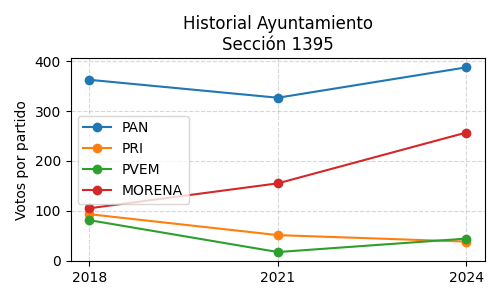 Historial Ayuntamiento
Sección 1395
Votos por partido
400
300
200
100
0
PAN
PRI
PVEM
MORENA
2018
2021
2024